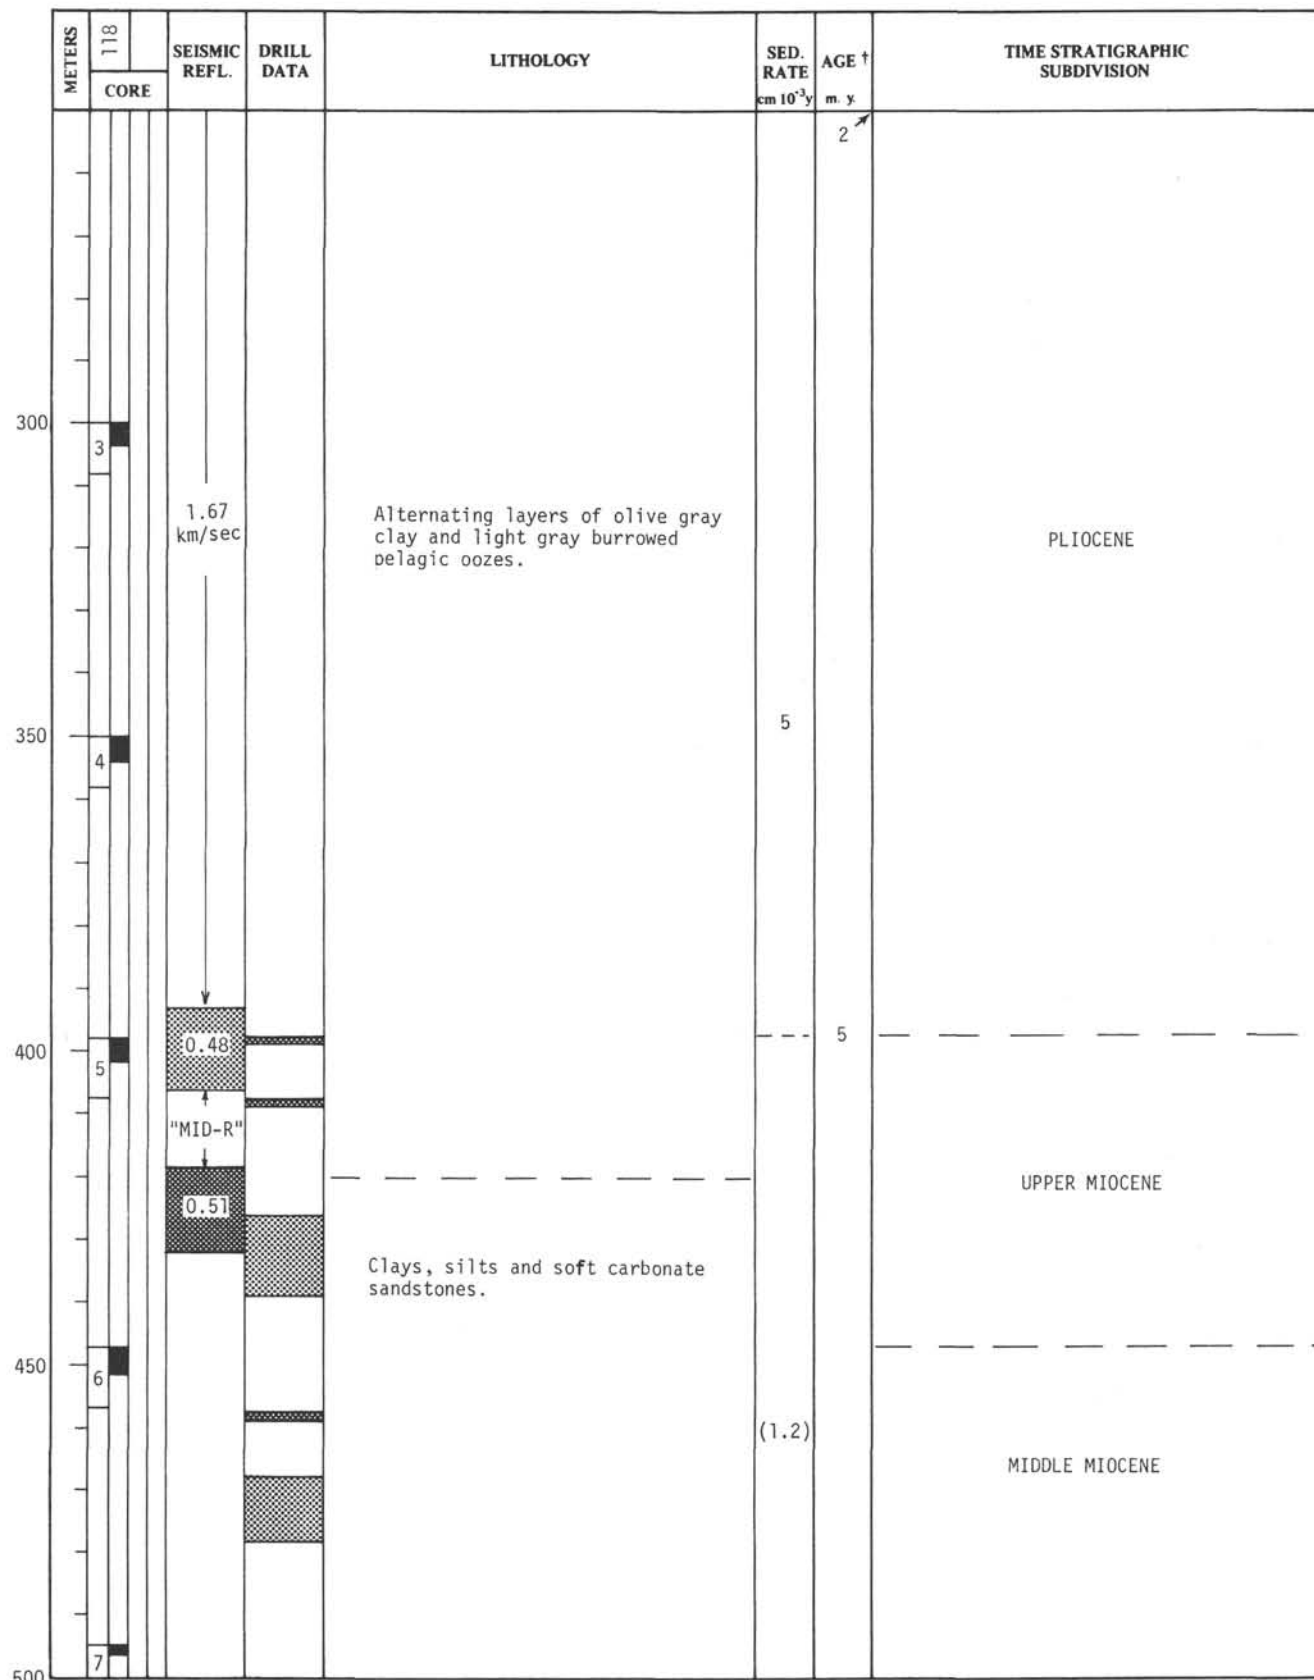 METERS
118
CORE
SEISMIC
REFL.
DRILL
DATA
LITHOLOGY
SED.
RATE
cm 10⁻³y
AGE †
m. y.
TIME STRATIGRAPHIC
SUBDIVISION
2
300
3
1.67
km/sec
Alternating layers of olive gray
clay and light gray burrowed
pelagic oozes.
PLIOCENE
5
350
4
5
0.48
400
5
"MID-R"
UPPER MIOCENE
0.51
Clays, silts and soft carbonate
sandstones.
450
6
(1.2)
MIDDLE MIOCENE
7
500